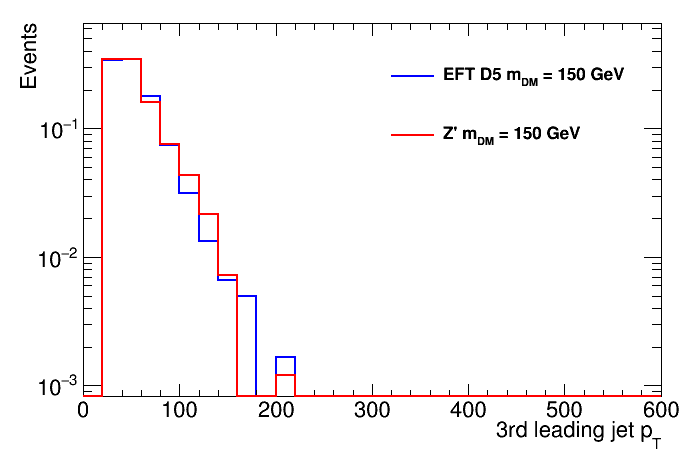 Events
EFT D5 m_DM = 150 GeV
Z' m_DM = 150 GeV
10⁻¹
10⁻²
10⁻³
0 100 200 300 400 500 600
3rd leading jet p_T